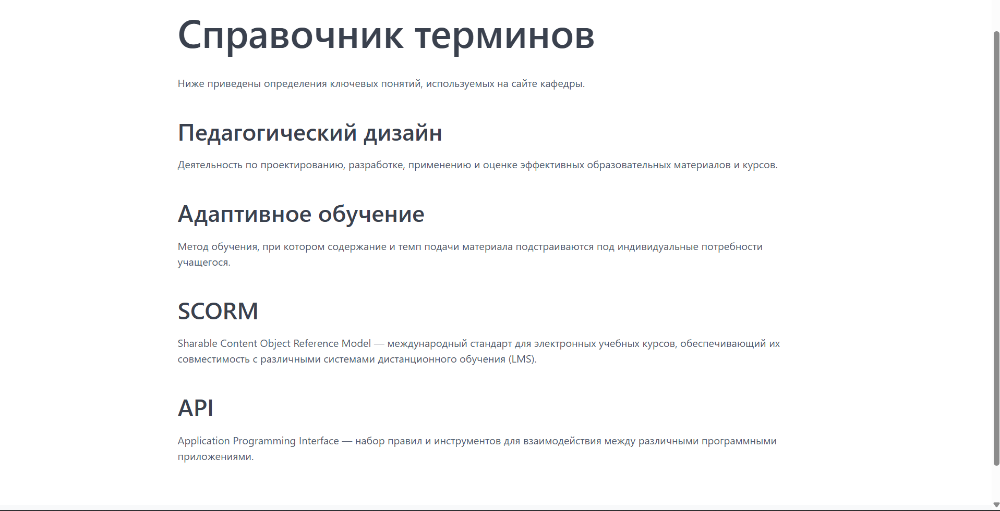 Справочник терминов
Ниже приведены определения ключевых понятий, используемых на сайте кафедры.
Педагогический дизайн
Деятельность по проектированию, разработке, применению и оценке эффективных образовательных материалов и курсов.
Адаптивное обучение
Метод обучения, при котором содержание и темп подачи материала подстраиваются под индивидуальные потребности
учащегося.
SCORM
Sharable Content Object Reference Model — международный стандарт для электронных учебных курсов, обеспечивающий их
совместимость с различными системами дистанционного обучения (LMS).
API
Application Programming Interface — набор правил и инструментов для взаимодействия между различными программными
приложениями.